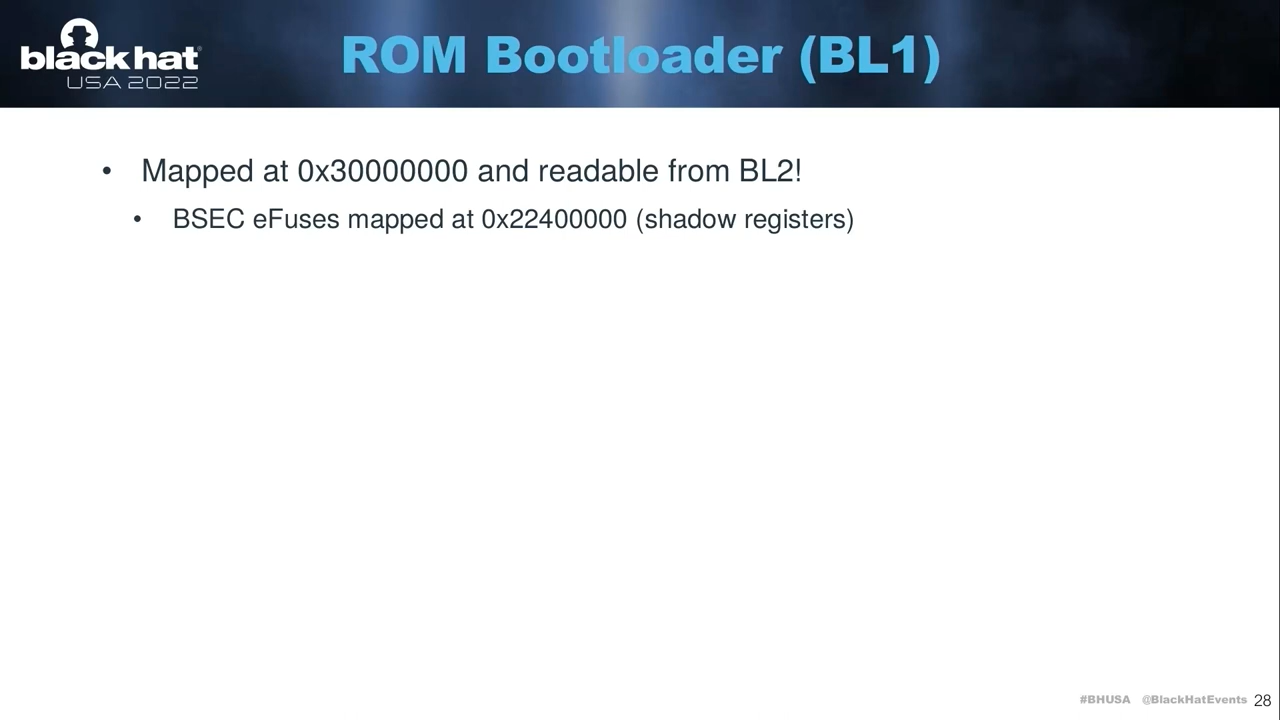 black hat
USA 2022
ROM Bootloader (BL1)
• Mapped at 0x30000000 and readable from BL2!
• BSEC eFuses mapped at 0x22400000 (shadow registers)
#BHUSA @BlackHatEvents 28